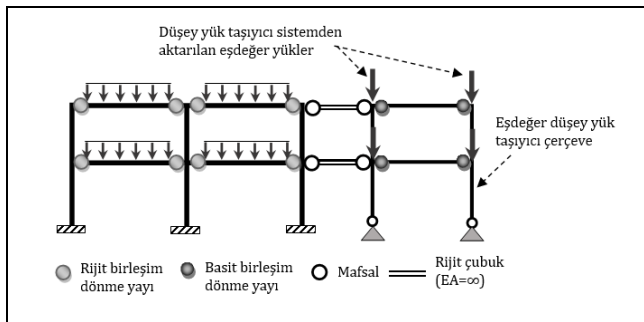 Düşey yük taşıyıcı sistemden
aktarılan eşdeğer yükler
Eşdeğer düşey yük
taşıyıcı çerçeve
Rijit birleşim
dönme yayı
Basit birleşim
dönme yayı
Mafsal
Rijit çubuk
(EA=∞)